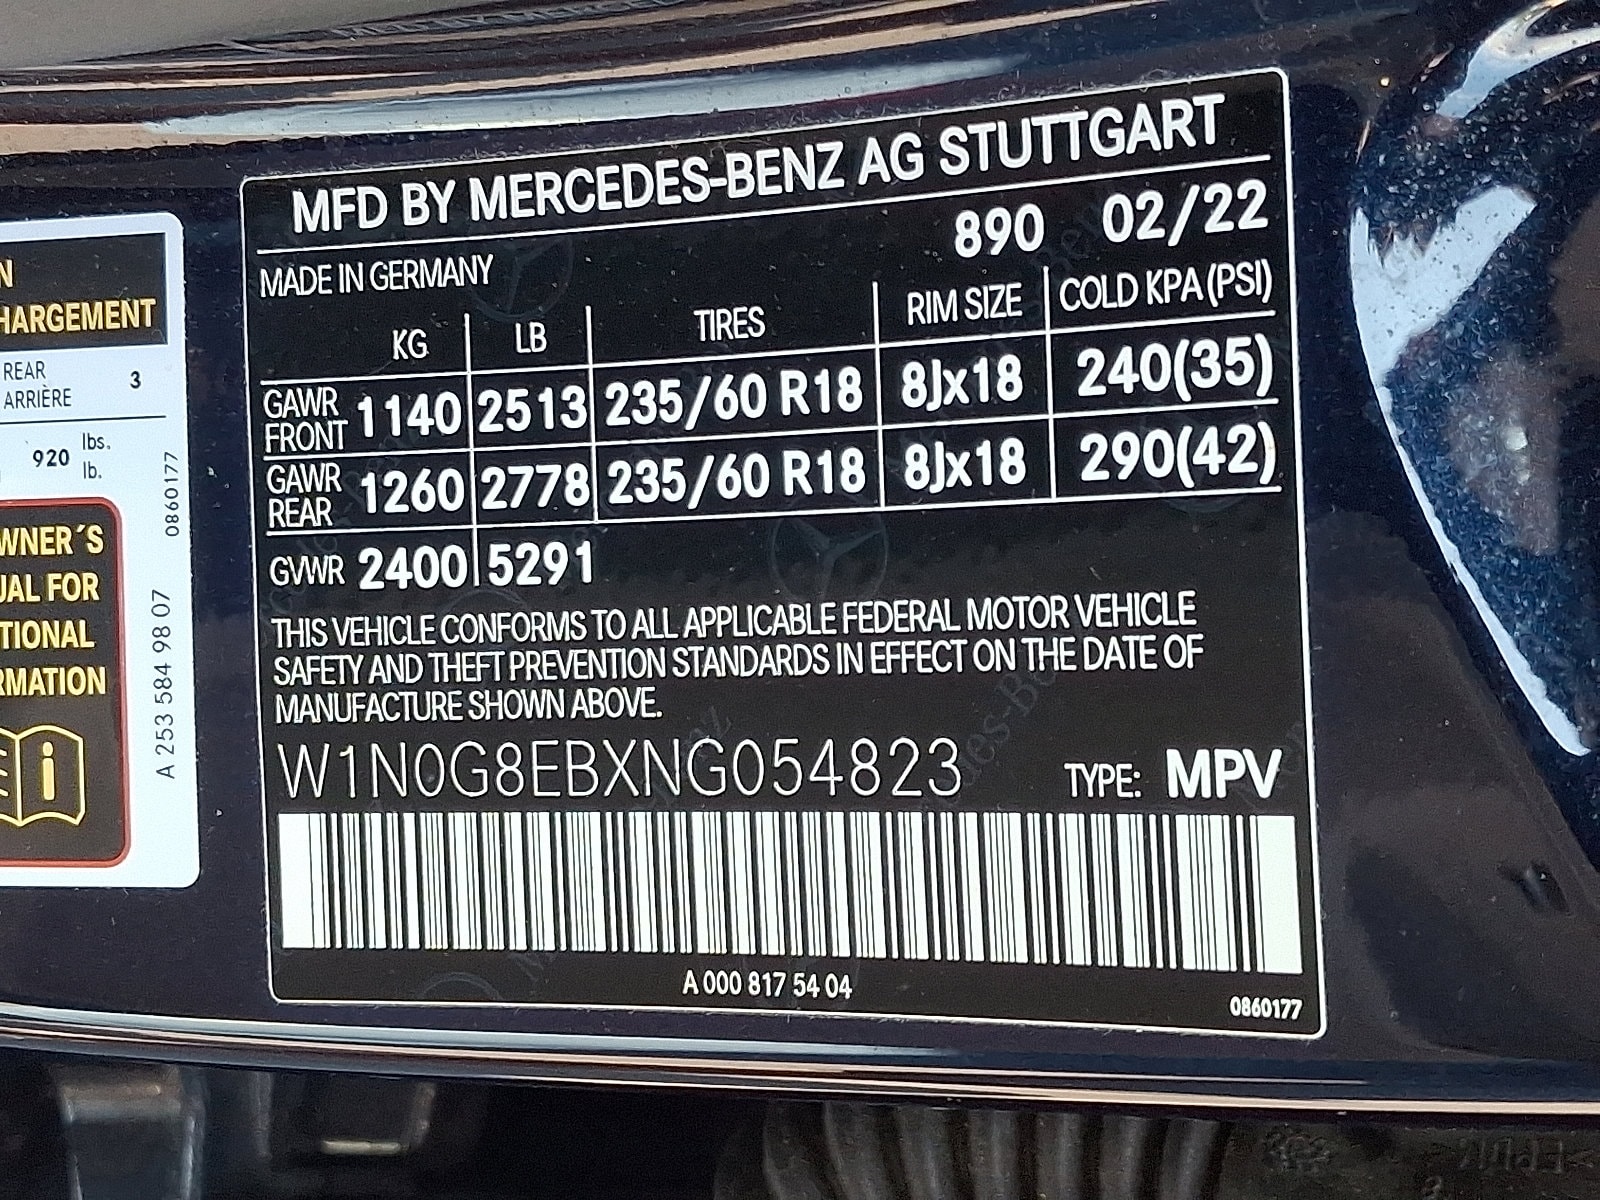 N
HARGEMENT
REAR
ARRIÈRE
3
920 lbs.
lb.
0860177
WNER´S
UAL FOR
TIONAL
RMATION
A 253 584 98 07
MFD BY MERCEDES-BENZ AG STUTTGART
890 02/22
MADE IN GERMANY
KG LB TIRES RIM SIZE COLD KPA (PSI)
GAWR FRONT 1140 2513 235/60 R18 8Jx18 240(35)
GAWR REAR 1260 2778 235/60 R18 8Jx18 290(42)
GVWR 2400 5291
THIS VEHICLE CONFORMS TO ALL APPLICABLE FEDERAL MOTOR VEHICLE
SAFETY AND THEFT PREVENTION STANDARDS IN EFFECT ON THE DATE OF
MANUFACTURE SHOWN ABOVE.
W1N0G8EBXNG054823 TYPE: MPV
A 000 817 54 04
0860177